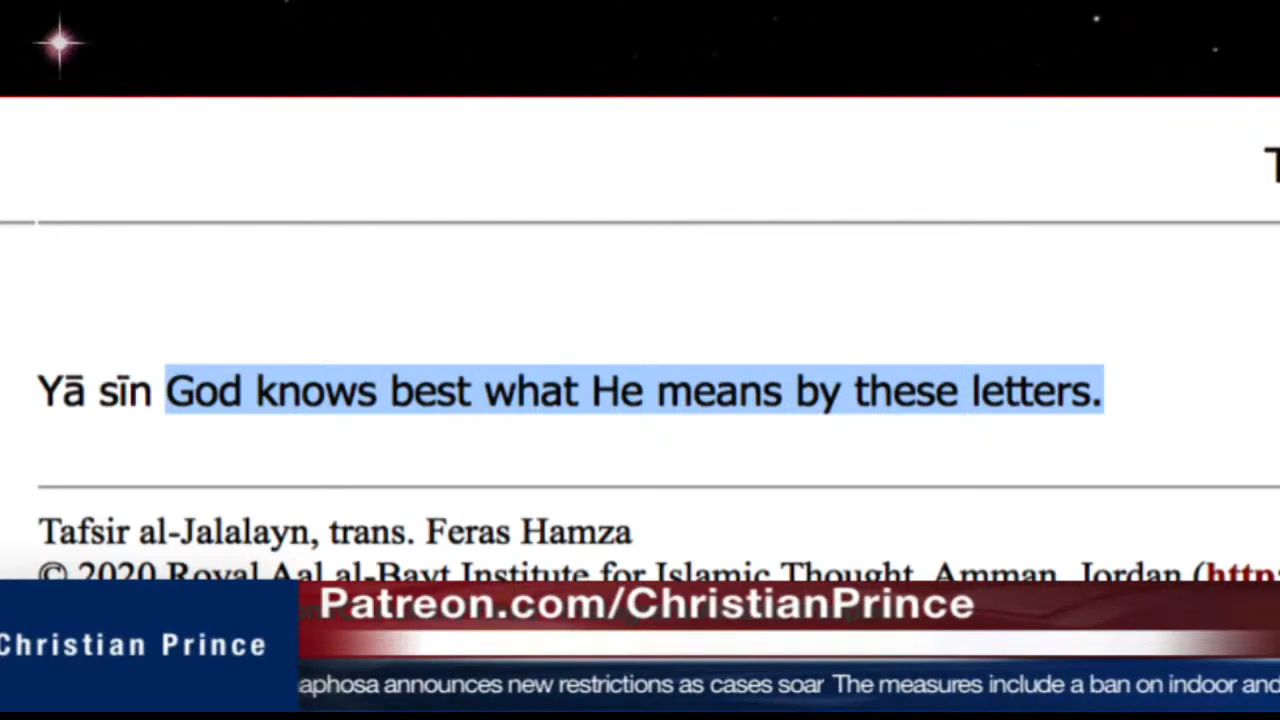 T
Yā sīn God knows best what He means by these letters.
Tafsir al-Jalalayn, trans. Feras Hamza
© 2020 Royal Aal al-Bayt Institute for Islamic Thought, Amman, Jordan (http:
Patreon.com/ChristianPrince
Christian Prince
aphosa announces new restrictions as cases soar The measures include a ban on indoor and